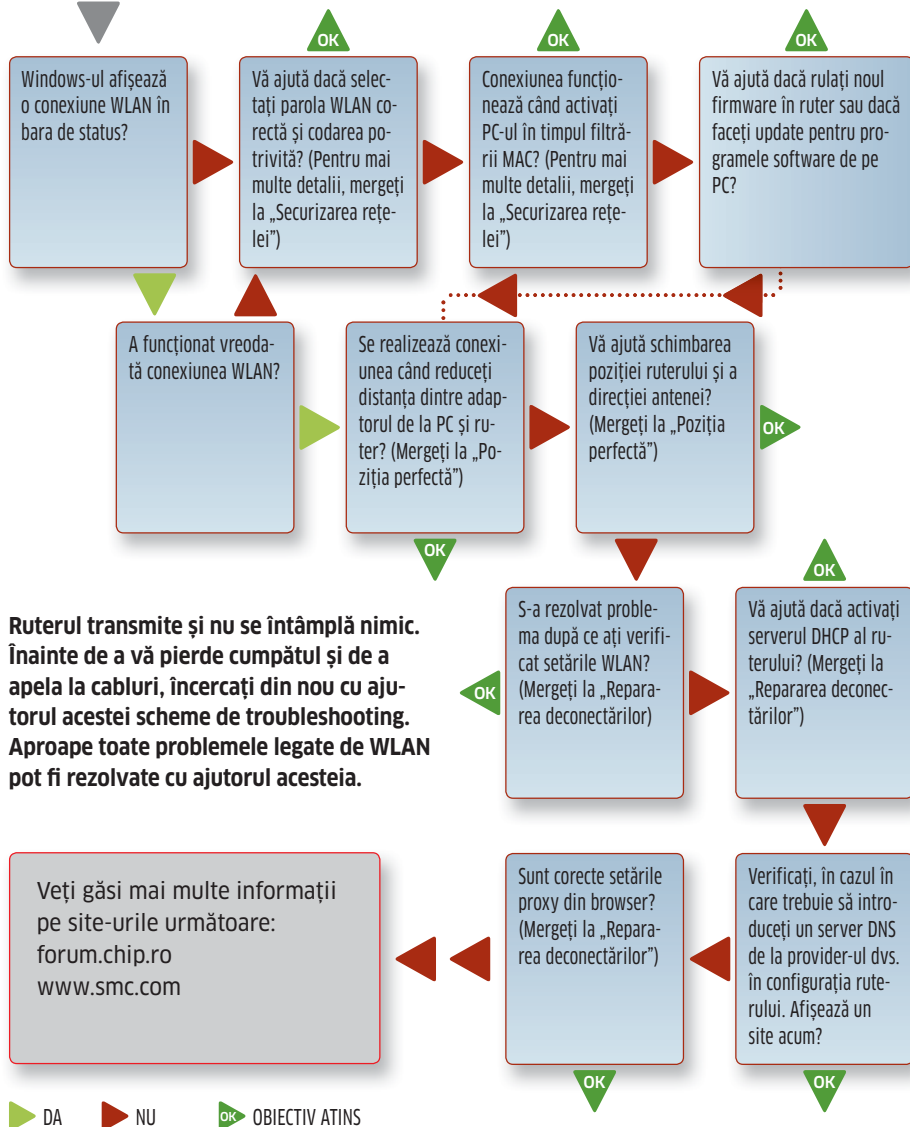 OK
OK
OK
Windows-ul afișează
o conexiune WLAN în
bara de status?
Vă ajută dacă selec-
tați parola WLAN co-
rectă și codarea po-
trivită? (Pentru mai
multe detalii, mergeți
la „Securizarea rețe-
lei”)
Conexiunea funcțio-
nează când activați
PC-ul în timpul filtră-
rii MAC? (Pentru mai
multe detalii, mergeți
la „Securizarea rețe-
lei”)
Vă ajută dacă rulați noul
firmware în ruter sau dacă
faceți update pentru pro-
gramele software de pe
PC?
A funcționat vreoda-
tă conexiunea WLAN?
Se realizează conexi-
unea când reduceți
distanța dintre adap-
torul de la PC și ru-
ter? (Mergeți la „Po-
ziția perfectă”)
OK
Vă ajută schimbarea
poziției ruterului și a
direcției antenei?
(Mergeți la „Poziția
perfectă”)
OK
Ruterul transmite și nu se întâmplă nimic.
Înainte de a vă pierde cumpătul și de a
apela la cabluri, încercați din nou cu aju-
torul acestei scheme de troubleshooting.
Aproape toate problemele legate de WLAN
pot fi rezolvate cu ajutorul acesteia.
S-a rezolvat proble-
ma după ce ați verifi-
cat setările WLAN?
(Mergeți la „Repara-
rea deconectărilor)
OK
OK
Vă ajută dacă activați
serverul DHCP al ru-
terului? (Mergeți la
„Repararea deconec-
tărilor”)
Verificați, în cazul în
care trebuie să intro-
duceți un server DNS
de la provider-ul dvs.
în configurația rute-
rului. Afișează un
site acum?
OK
Sunt corecte setările
proxy din browser?
(Mergeți la „Repara-
rea deconectărilor”)
OK
Veți găsi mai multe informații
pe site-urile următoare:
forum.chip.ro
www.smc.com
DA
NU
OK OBIECTIV ATINS